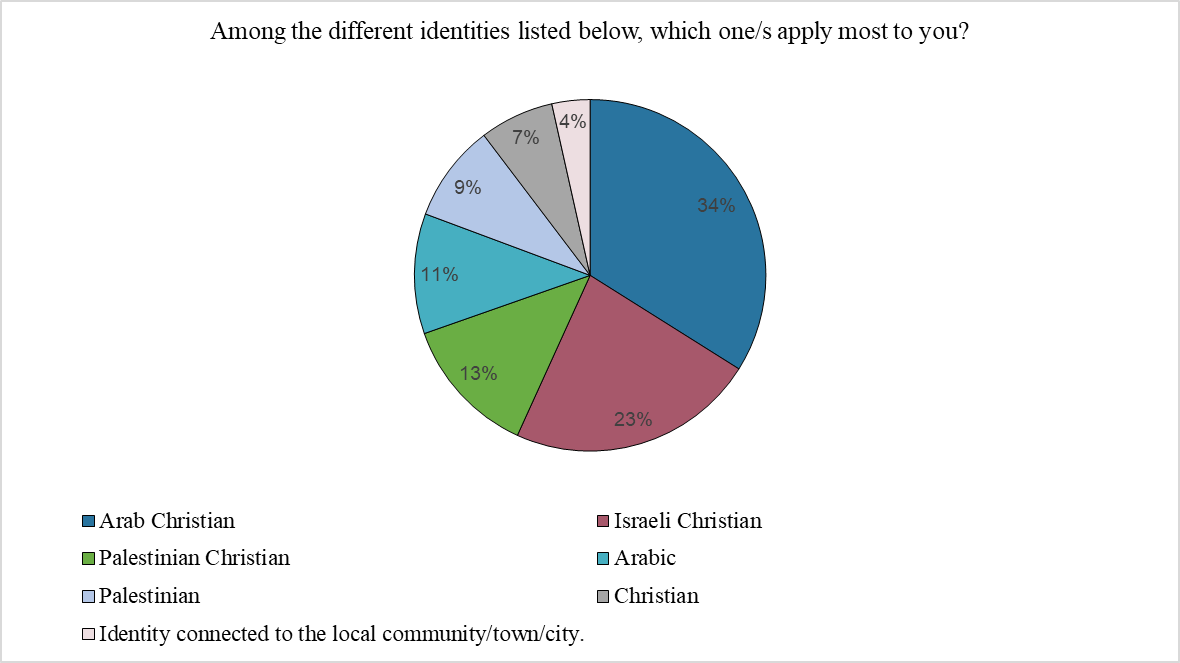 Among the different identities listed below, which one/s apply most to you?
4%
7%
34%
9%
11%
13%
23%
Arab Christian
Israeli Christian
Palestinian Christian
Arabic
Palestinian
Christian
Identity connected to the local community/town/city.